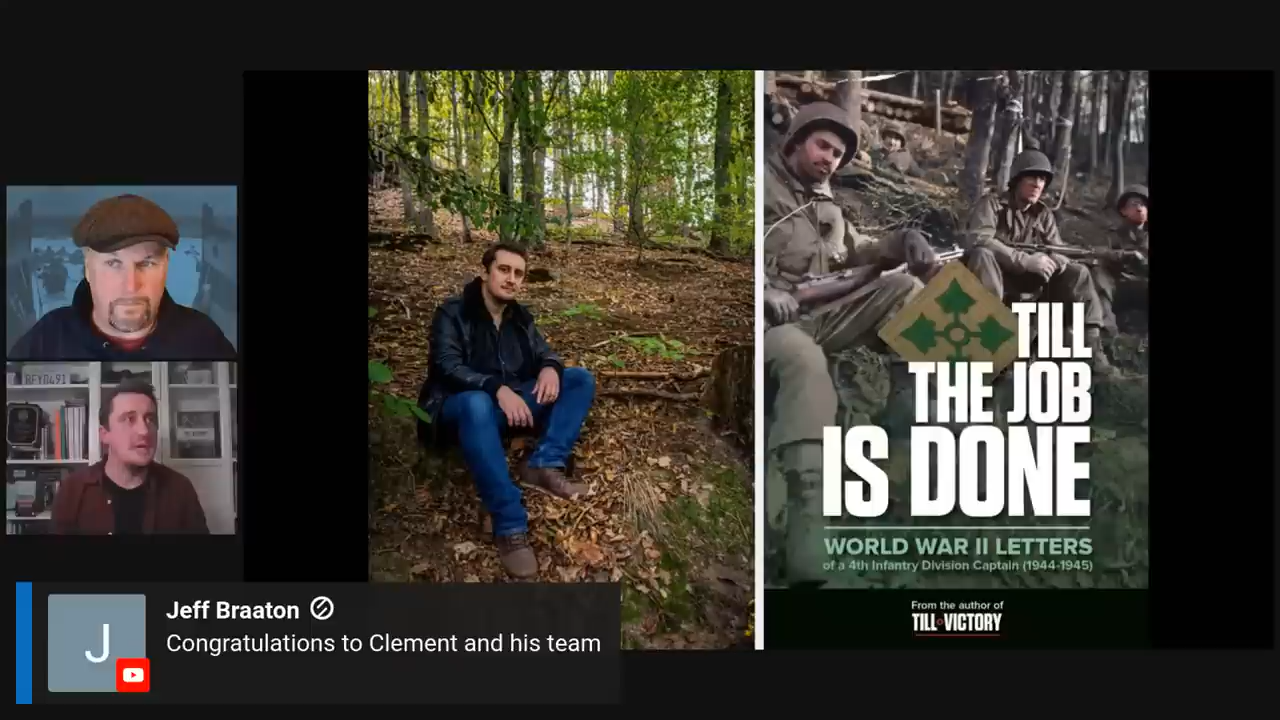 BFY0491
TILL
THE JOB
IS DONE
WORLD WAR II LETTERS
of a 4th Infantry Division Captain (1944-1945)
From the author of
TILL VICTORY
J
Jeff Braaton
Congratulations to Clement and his team